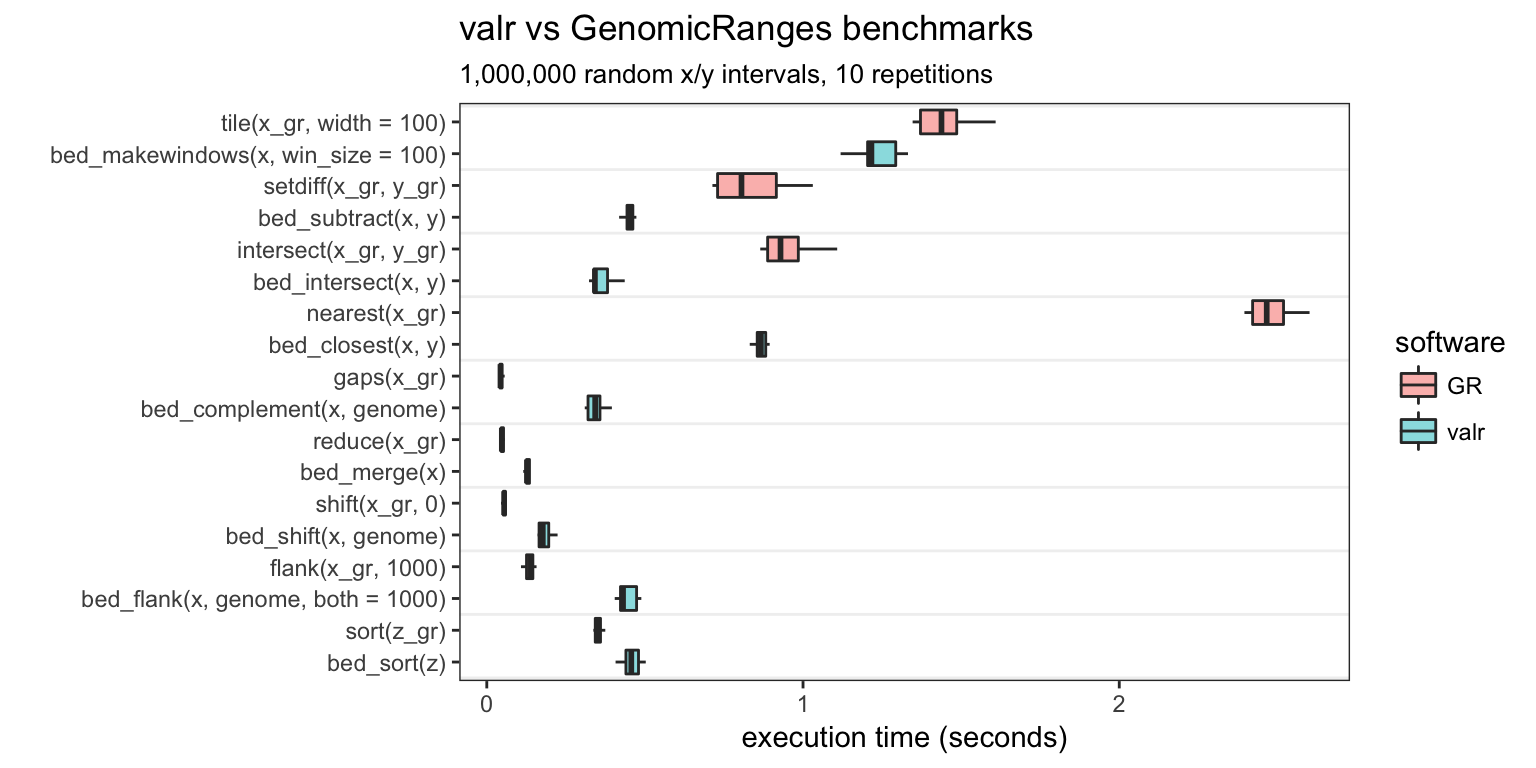 valr vs GenomicRanges benchmarks
1,000,000 random x/y intervals, 10 repetitions
tile(x_gr, width = 100)
bed_makewindows(x, win_size = 100)
setdiff(x_gr, y_gr)
bed_subtract(x, y)
intersect(x_gr, y_gr)
bed_intersect(x, y)
nearest(x_gr)
bed_closest(x, y)
gaps(x_gr)
bed_complement(x, genome)
reduce(x_gr)
bed_merge(x)
shift(x_gr, 0)
bed_shift(x, genome)
flank(x_gr, 1000)
bed_flank(x, genome, both = 1000)
sort(z_gr)
bed_sort(z)
0 1 2
execution time (seconds)
software
GR
valr